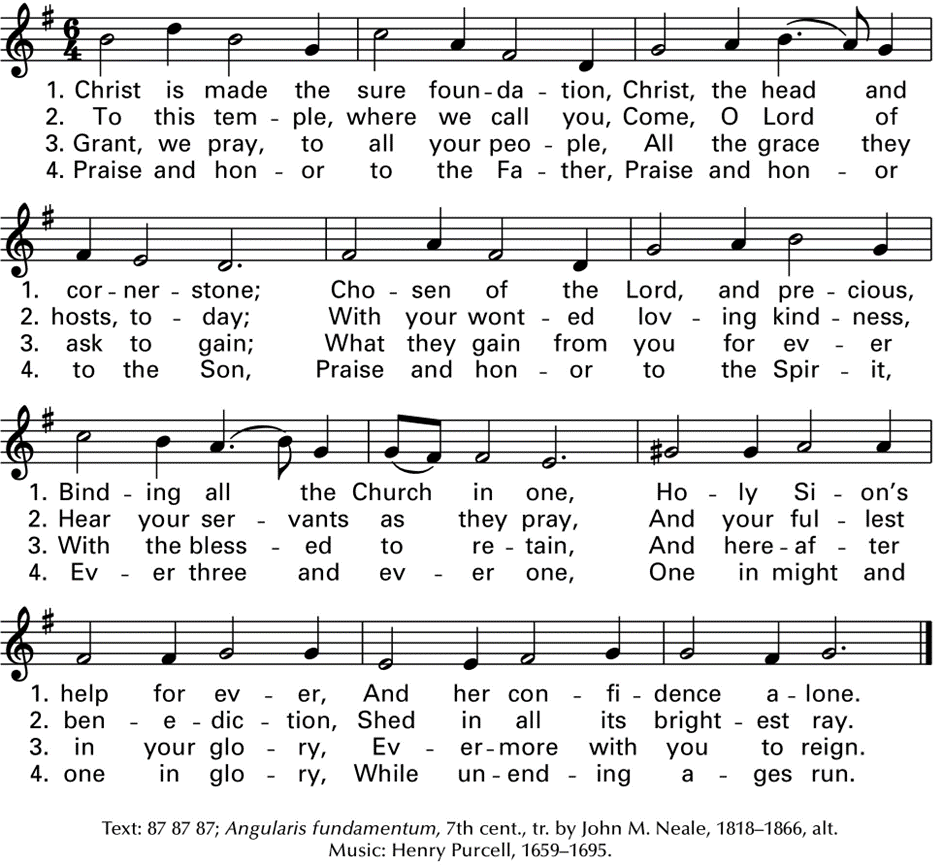 6
4
1. Christ is made the sure foun – da – tion, Christ, the head and
2. To this tem – ple, where we call you, Come, O Lord of
3. Grant, we pray, to all your peo – ple, All the grace they
4. Praise and hon – or to the Fa – ther, Praise and hon – or
1. cor – ner – stone; Cho – sen of the Lord, and pre – cious,
2. hosts, to – day; With your wont – ed lov – ing kind – ness,
3. ask to gain; What they gain from you for ev – er
4. to the Son, Praise and hon – or to the Spir – it,
1. Bind – ing all the Church in one, Ho – ly Si – on's
2. Hear your ser – vants as they pray, And your ful – lest
3. With the bless – ed to re – tain, And here – af – ter
4. Ev – er three and ev – er one, One in might and
1. help for ev – er, And her con – fi – dence a – lone.
2. ben – e – dic – tion, Shed in all its bright – est ray.
3. in your glo – ry, Ev – er – more with you to reign.
4. one in glo – ry, While un – end – ing a – ges run.
Text: 87 87 87; Angularis fundamentum, 7th cent., tr. by John M. Neale, 1818–1866, alt.
Music: Henry Purcell, 1659–1695.